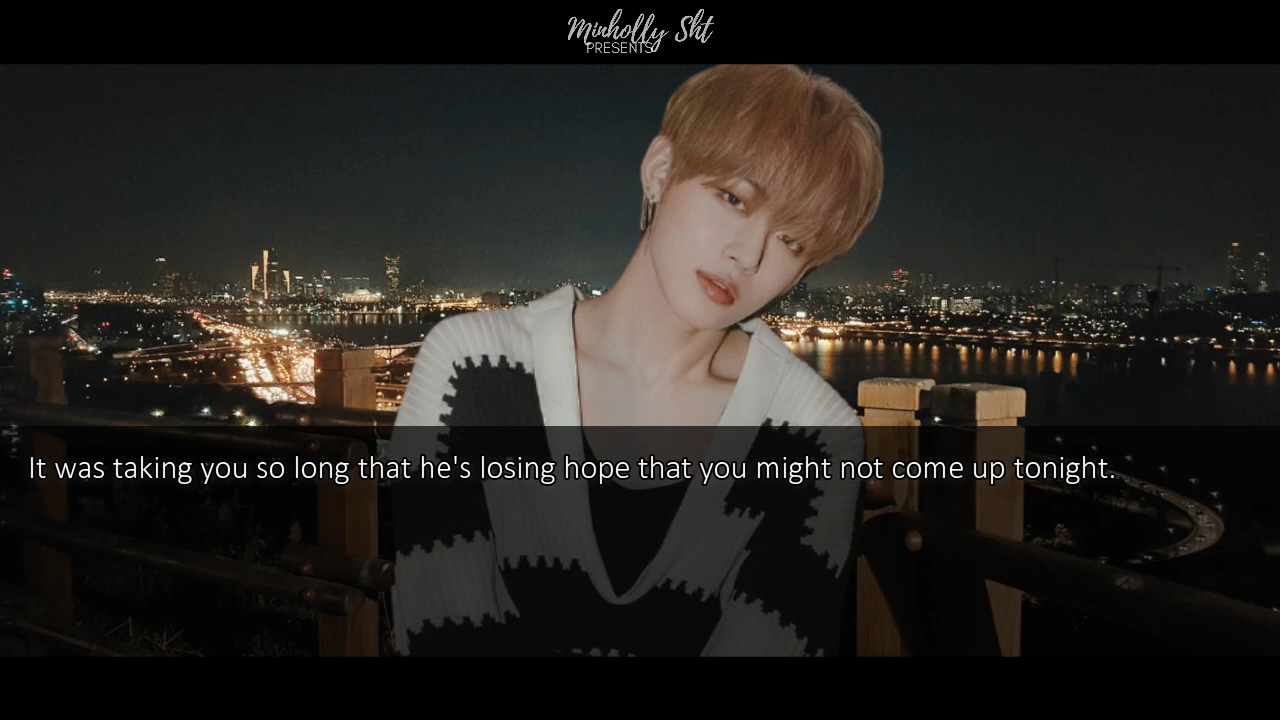 Minholly Sht
PRESENTS
It was taking you so long that he's losing hope that you might not come up tonight.